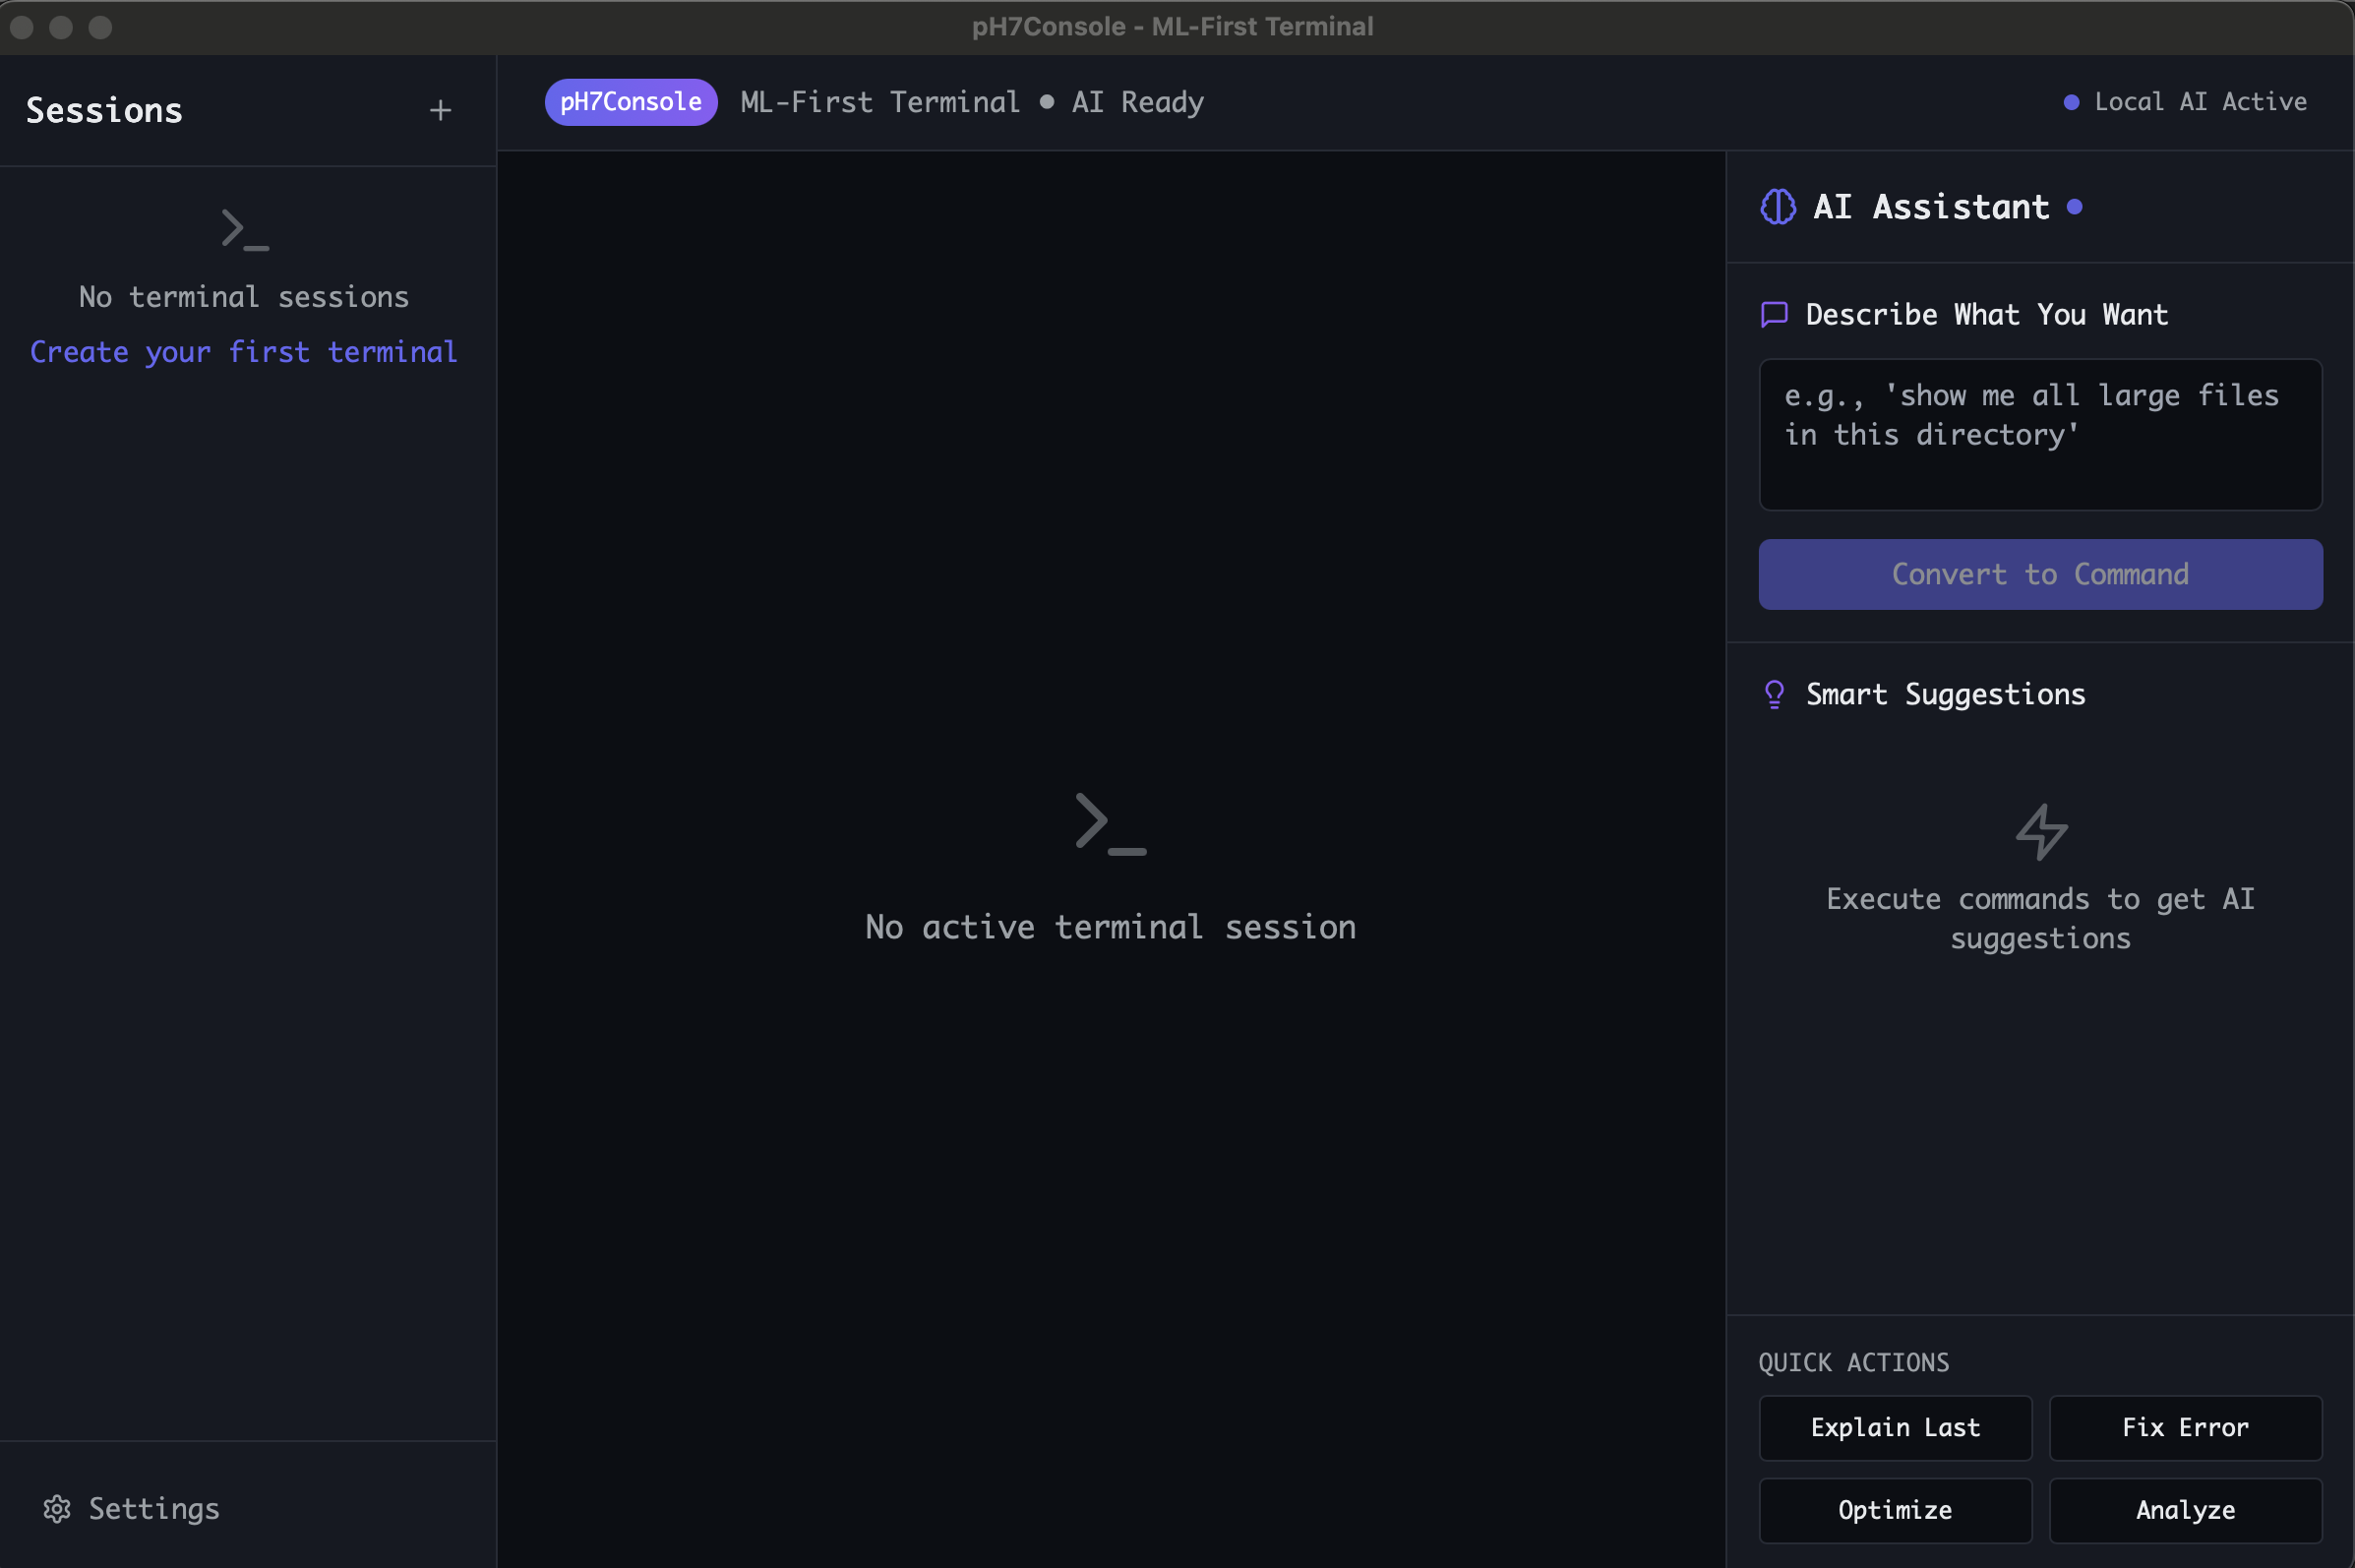 pH7Console - ML-First Terminal
Sessions
No terminal sessions
Create your first terminal
Settings
pH7Console ML-First Terminal ● AI Ready
Local AI Active
No active terminal session
AI Assistant
Describe What You Want
e.g., 'show me all large files
in this directory'
Convert to Command
Smart Suggestions
Execute commands to get AI
suggestions
QUICK ACTIONS
Explain Last
Fix Error
Optimize
Analyze